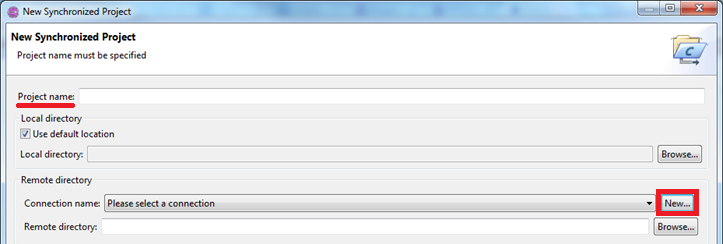 New Synchronized Project
New Synchronized Project
Project name must be specified
Project name:
Local directory
Use default location
Local directory: Browse...
Remote directory
Connection name: Please select a connection New...
Remote directory: Browse...